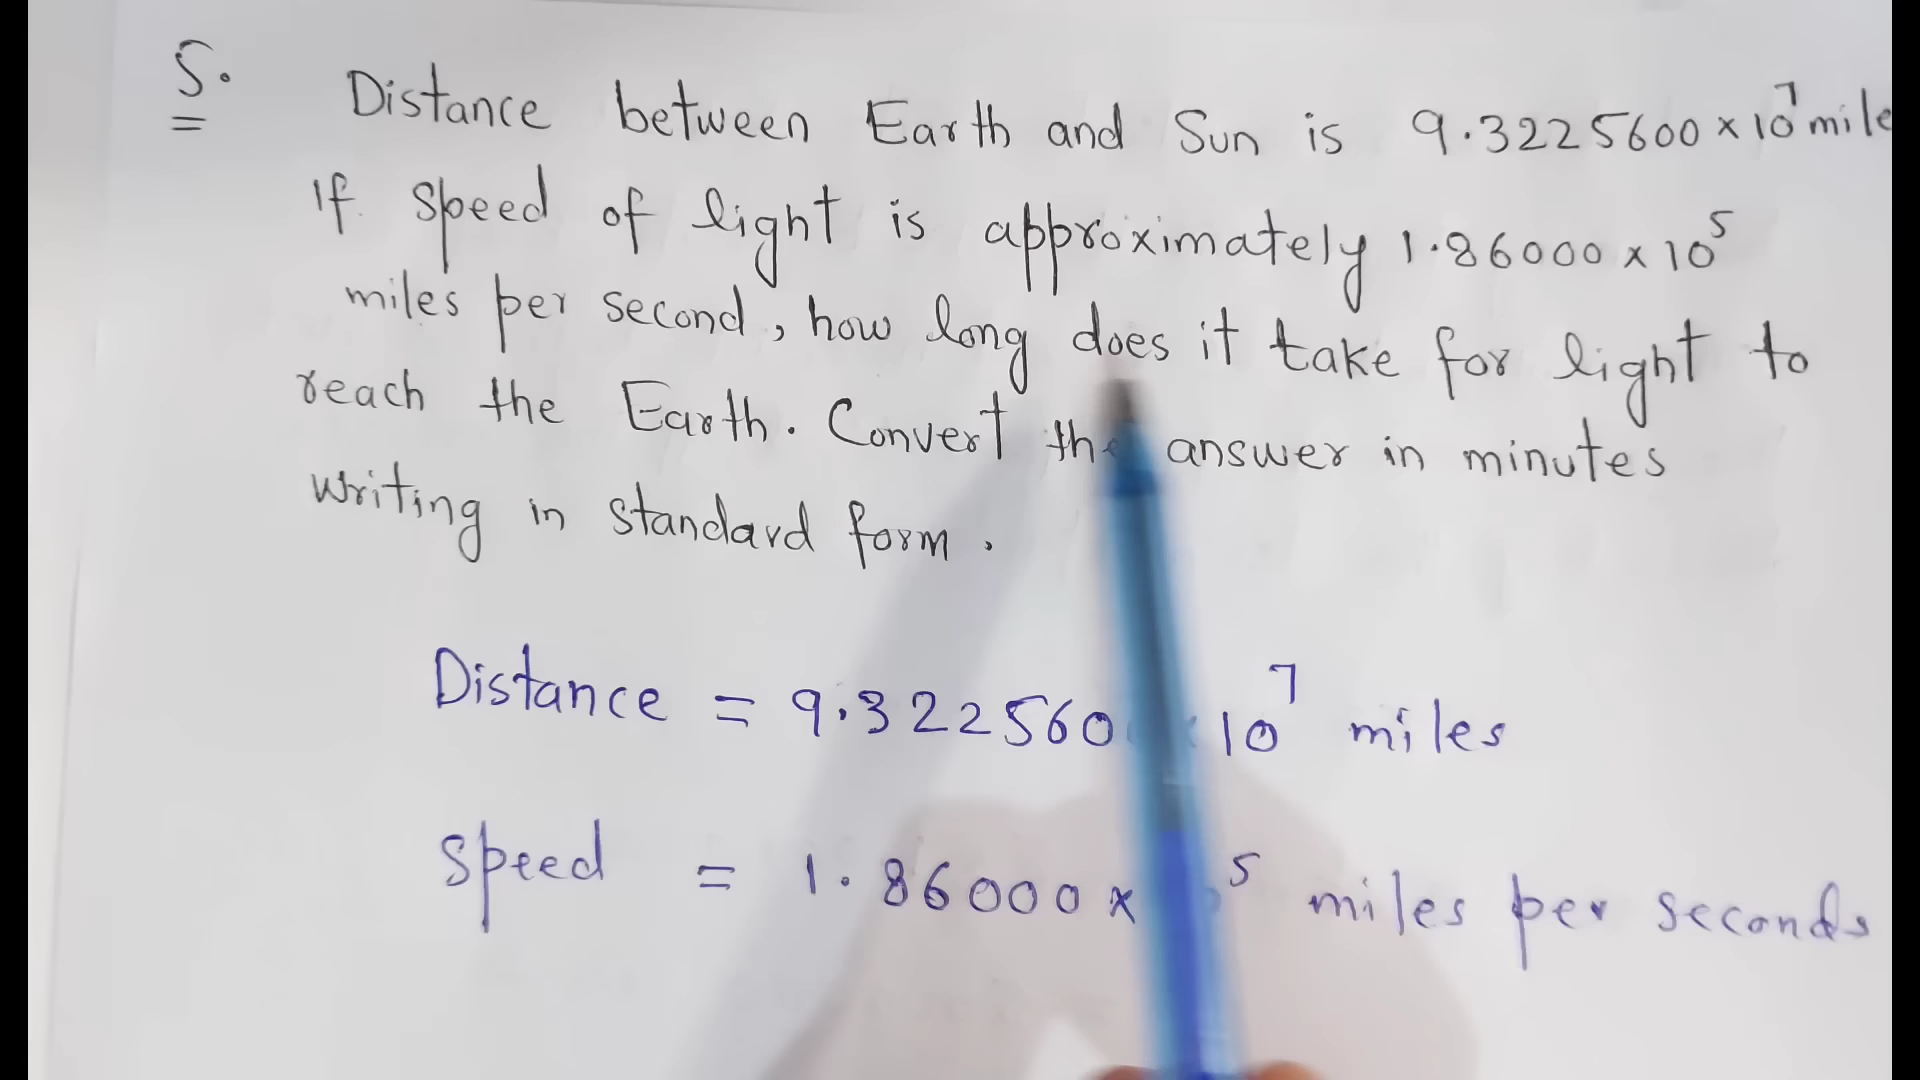 5.
Distance between Earth and Sun is 9.3225600 × 10⁷ mile
If speed of light is approximately 1.86000 × 10⁵
miles per second, how long does it take for light to
reach the Earth. Convert the answer in minutes
writing in standard form.
Distance = 9.322560 10⁷ miles
speed = 1.86000 × ⁵ miles per seconds